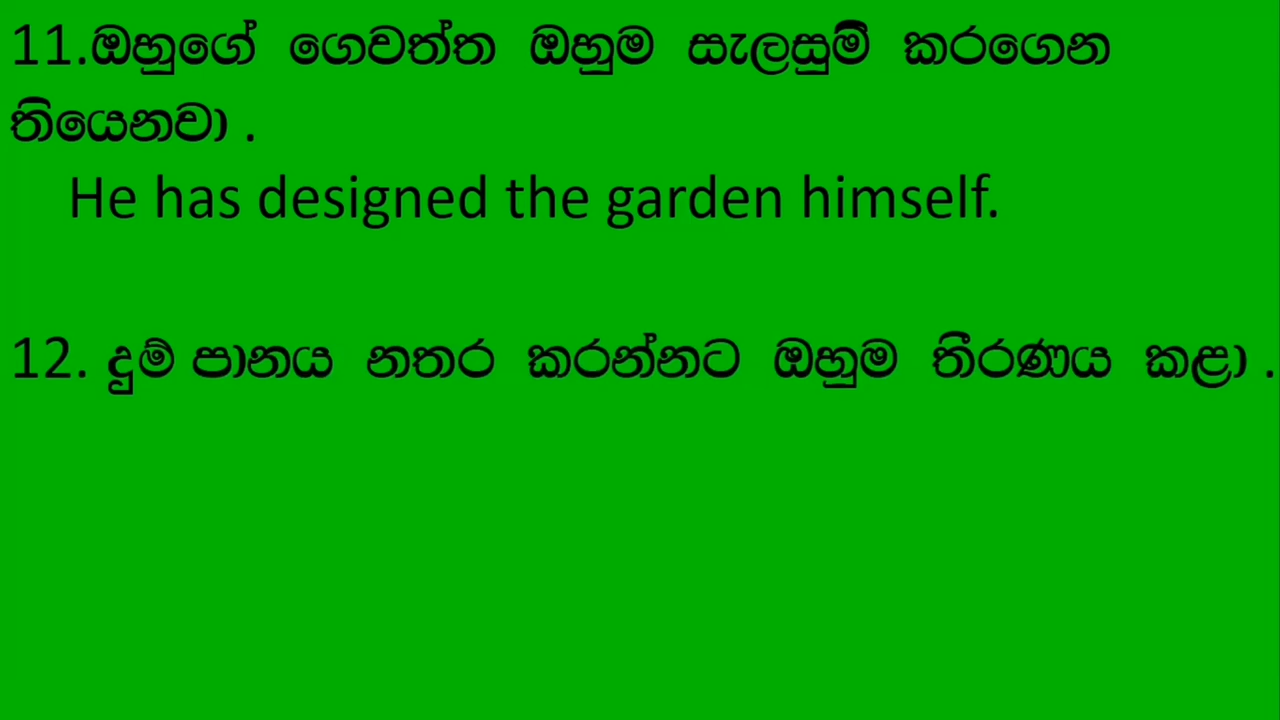 11.ඔහුගේ ගෙවත්ත ඔහුම සැලසුම් කරගෙන
තියෙනවා .
He has designed the garden himself.
12. දුම් පානය නතර කරන්නට ඔහුම තීරණය කළා .